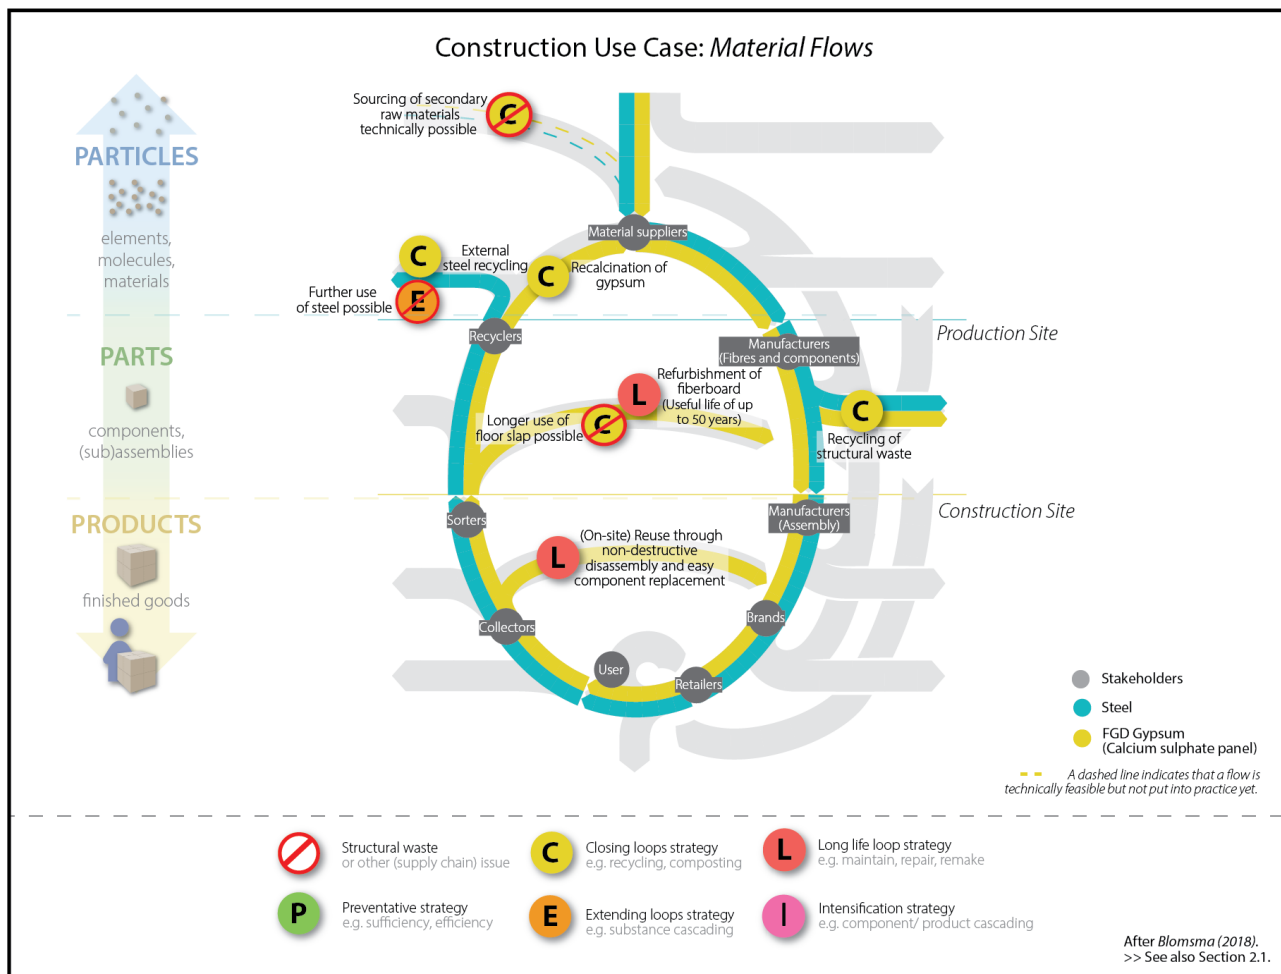 Construction Use Case: Material Flows
Sourcing of secondary
raw materials
technically possible
C
PARTICLES
elements,
molecules,
materials
Material suppliers
C
External
steel recycling
C
Recalcination of
gypsum
Further use
of steel possible
E
Recyclers
Production Site
Manufacturers
(Fibres and components)
PARTS
components,
(sub)assemblies
L
Refurbishment of
fiberboard
(Useful life of up
to 50 years)
Longer use of
floor slap possible
C
C
Recycling of
structural waste
PRODUCTS
finished goods
Sorters
Manufacturers
(Assembly)
Construction Site
L
(On-site) Reuse through
non-destructive
disassembly and easy
component replacement
Collectors
Brands
User
Retailers
Stakeholders
Steel
FGD Gypsum
(Calcium sulphate panel)
A dashed line indicates that a flow is
technically feasible but not put into practice yet.
Structural waste
or other (supply chain) issue
C
Closing loops strategy
e.g. recycling, composting
L
Long life loop strategy
e.g. maintain, repair, remake
P
Preventative strategy
e.g. sufficiency, efficiency
E
Extending loops strategy
e.g. substance cascading
I
Intensification strategy
e.g. component/ product cascading
After Blomsma (2018).
>> See also Section 2.1.